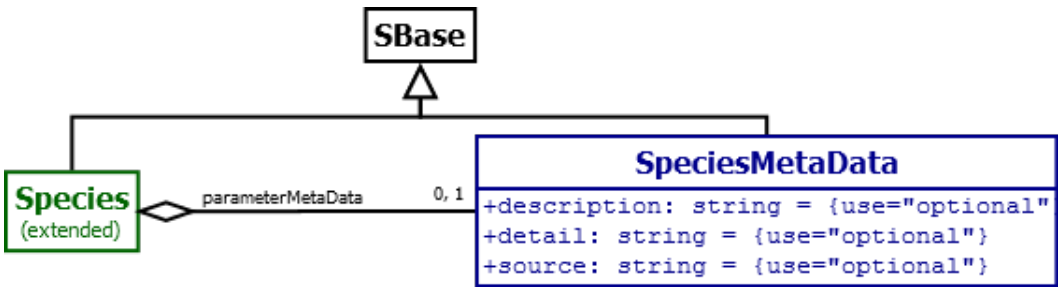 SBase
SpeciesMetaData
Species
(extended)
parameterMetaData
0, 1
+description: string = {use="optional"
+detail: string = {use="optional"}
+source: string = {use="optional"}